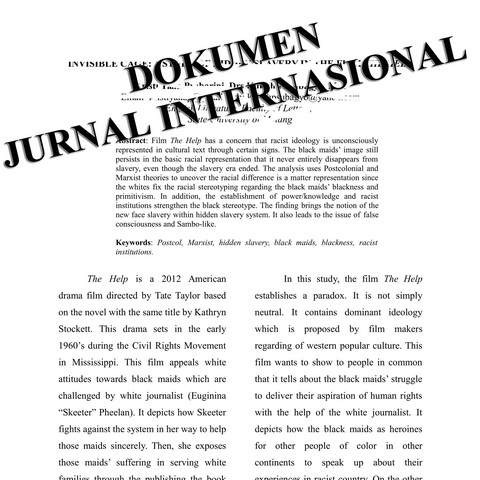 DOKUMEN
JURNAL INTERNASIONAL
INVISIBLE
State University of Malang
Abstract: Film The Help has a concern that racist ideology is unconsciously
represented in cultural text through certain signs. The black maids' image still
persists in the basic racial representation that it never entirely disappears from
slavery, even though the slavery era ended. The analysis uses Postcolonial and
Marxist theories to uncover the racial difference is a matter representation since
the whites fix the racial stereotyping regarding the black maids' blackness and
primitivism. In addition, the establishment of power/knowledge and racist
institutions strengthen the black stereotype. The finding brings the notion of the
new face slavery within hidden slavery system. It also leads to the issue of false
consciousness and Sambo-like.
Keywords: Postcol, Marxist, hidden slavery, black maids, blackness, racist
institutions.
The Help is a 2012 American
drama film directed by Tate Taylor based
on the novel with the same title by Kathryn
Stockett. This drama sets in the early
1960's during the Civil Rights Movement
in Mississippi. This film appeals white
attitudes towards black maids which are
challenged by white journalist (Euginina
"Skeeter" Pheelan). It depicts how Skeeter
fights against the system in her way to help
those maids sincerely. Then, she exposes
those maids' suffering in serving white
families through the publishing the book
In this study, the film The Help
establishes a paradox. It is not simply
neutral. It contains dominant ideology
which is proposed by film makers
regarding of western popular culture. This
film wants to show to people in common
that it tells about the black maids' struggle
to deliver their aspiration of human rights
with the help of the white journalist. It
depicts how the black maids as heroines
for other people of color in other
continents to speak up about their
experiences in racist country. On the other